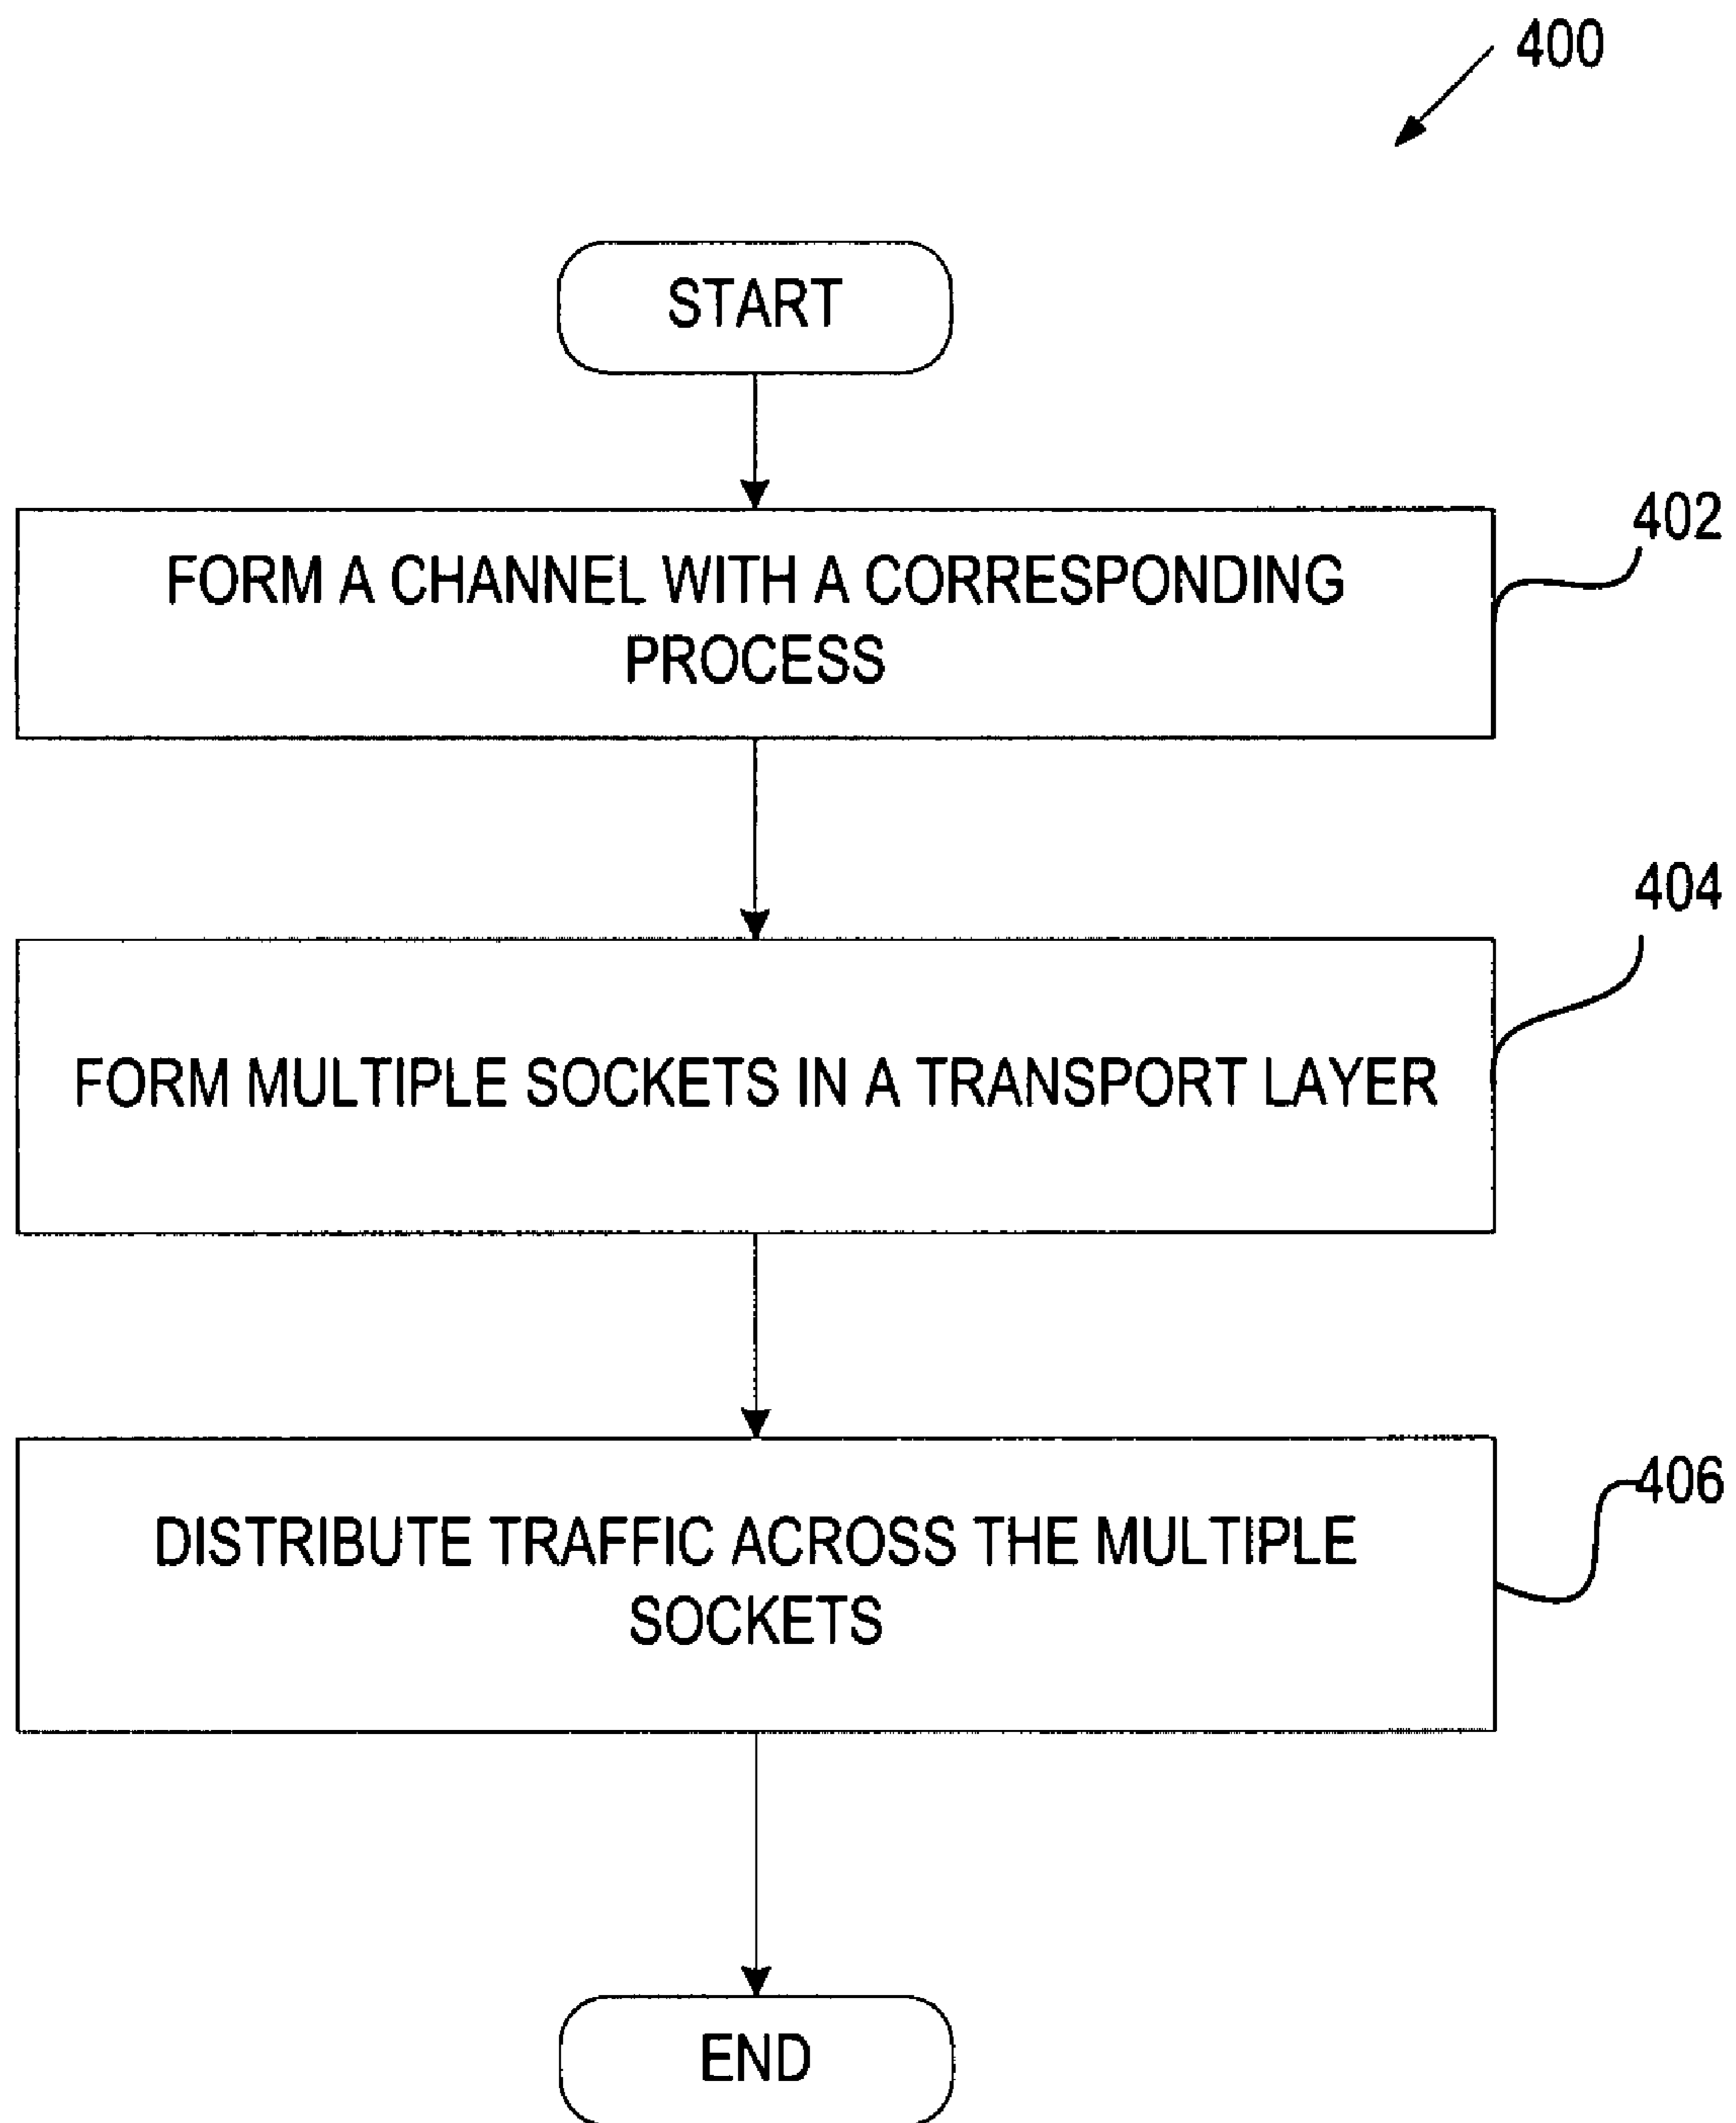 400
START
402
FORM A CHANNEL WITH A CORRESPONDING
PROCESS
404
FORM MULTIPLE SOCKETS IN A TRANSPORT LAYER
406
DISTRIBUTE TRAFFIC ACROSS THE MULTIPLE
SOCKETS
END